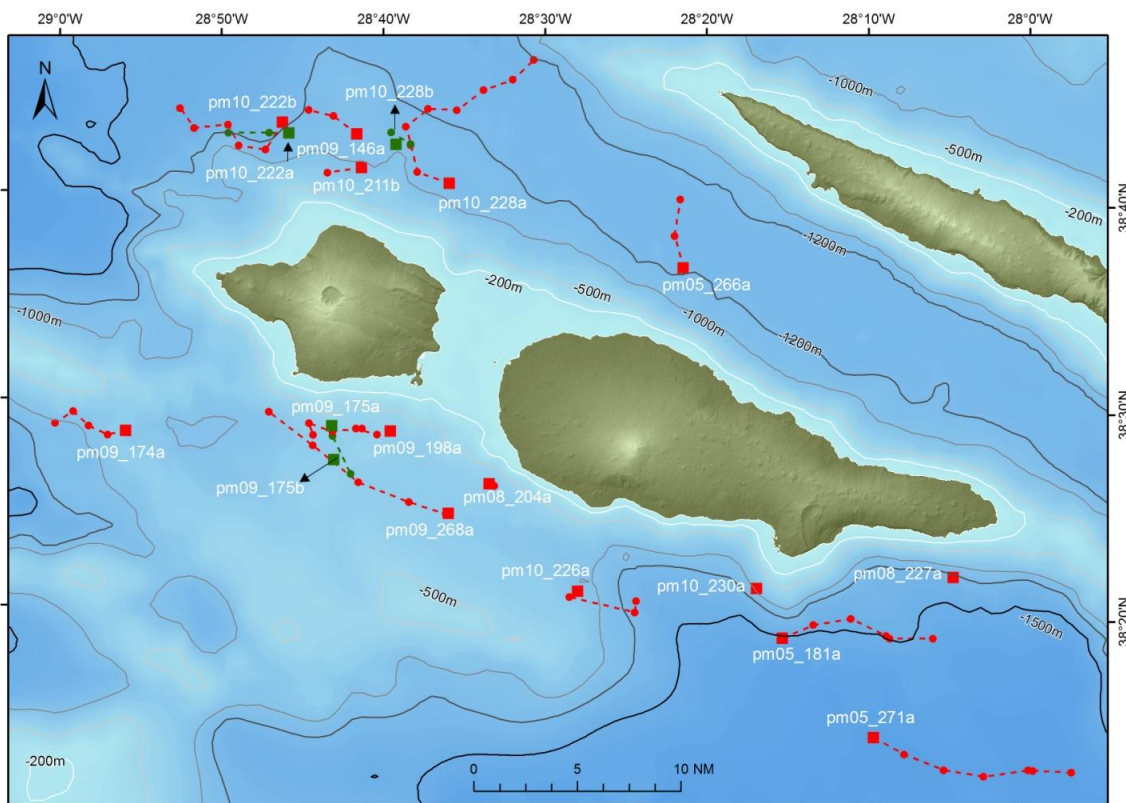 29°0'W 28°50'W 28°40'W 28°30'W 28°20'W 28°10'W 28°0'W
N
-1000m
pm10_228b
pm10_222b
pm09_146a
-500m
pm10_222a
pm10_211b
pm10_228a
-200m
38°40'N
-1200m
pm05_266a
-200m
-500m
-1000m
-1000m
-1200m
pm09_175a
38°30'N
pm09_198a
pm09_174a
pm09_175b
pm08_204a
pm09_268a
pm10_226a
pm10_230a
pm08_227a
-500m
-1500m
38°20'N
pm05_181a
pm05_271a
-200m
0 5 10 NM